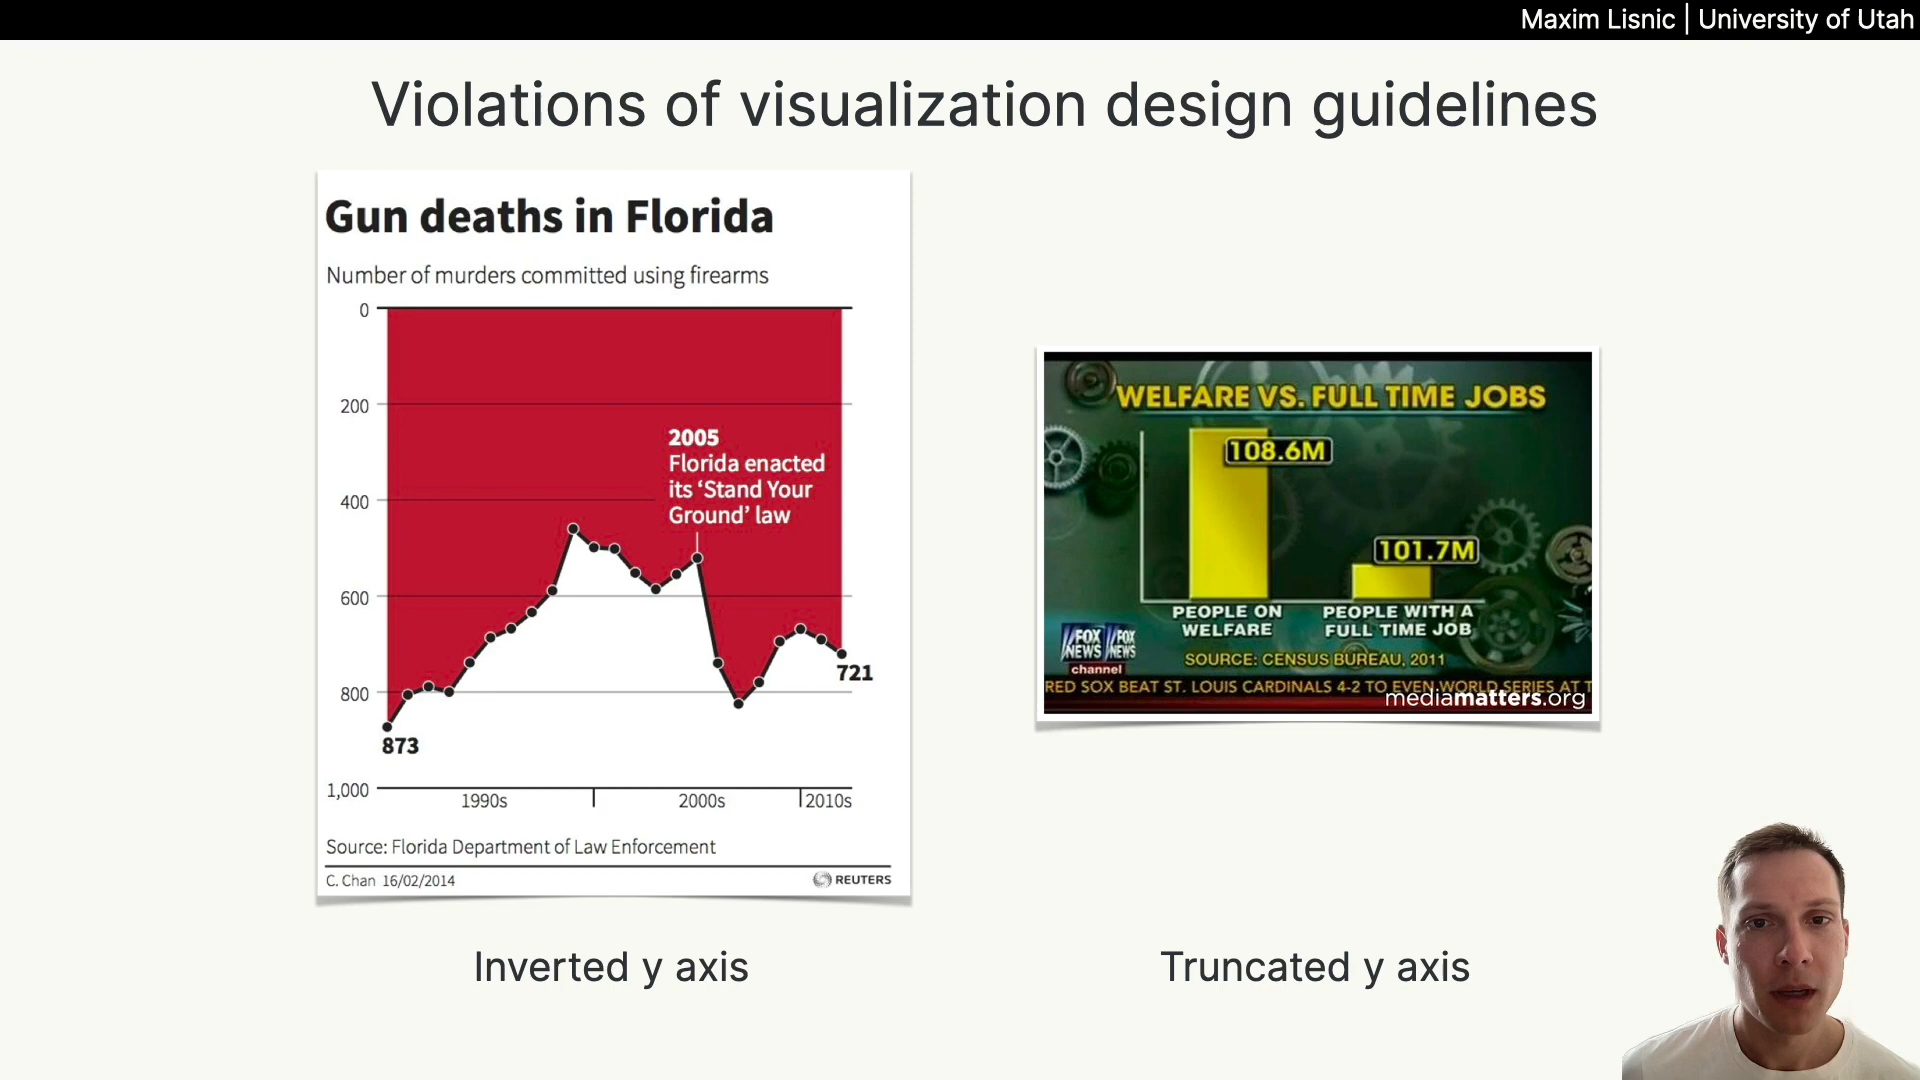 Maxim Lisnic | University of Utah
Violations of visualization design guidelines
Gun deaths in Florida
Number of murders committed using firearms
0
200
400
600
800
1,000
2005
Florida enacted
its ‘Stand Your
Ground’ law
873
721
1990s
2000s
2010s
Source: Florida Department of Law Enforcement
C. Chan 16/02/2014
REUTERS
Inverted y axis
WELFARE VS. FULL TIME JOBS
108.6M
101.7M
PEOPLE ON
WELFARE
PEOPLE WITH A
FULL TIME JOB
FOX
NEWS
FOX
NEWS
channel
SOURCE: CENSUS BUREAU, 2011
RED SOX BEAT ST. LOUIS CARDINALS 4-2 TO EVEN WORLD SERIES AT
mediamatters.org
Truncated y axis